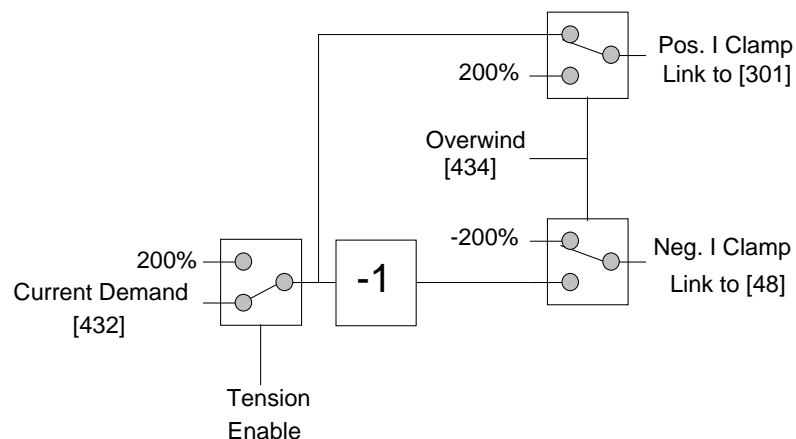 Pos. I Clamp
Link to [301]
200%
Overwind
[434]
-200%
Neg. I Clamp
Link to [48]
200%
Current Demand
[432]
-1
Tension
Enable